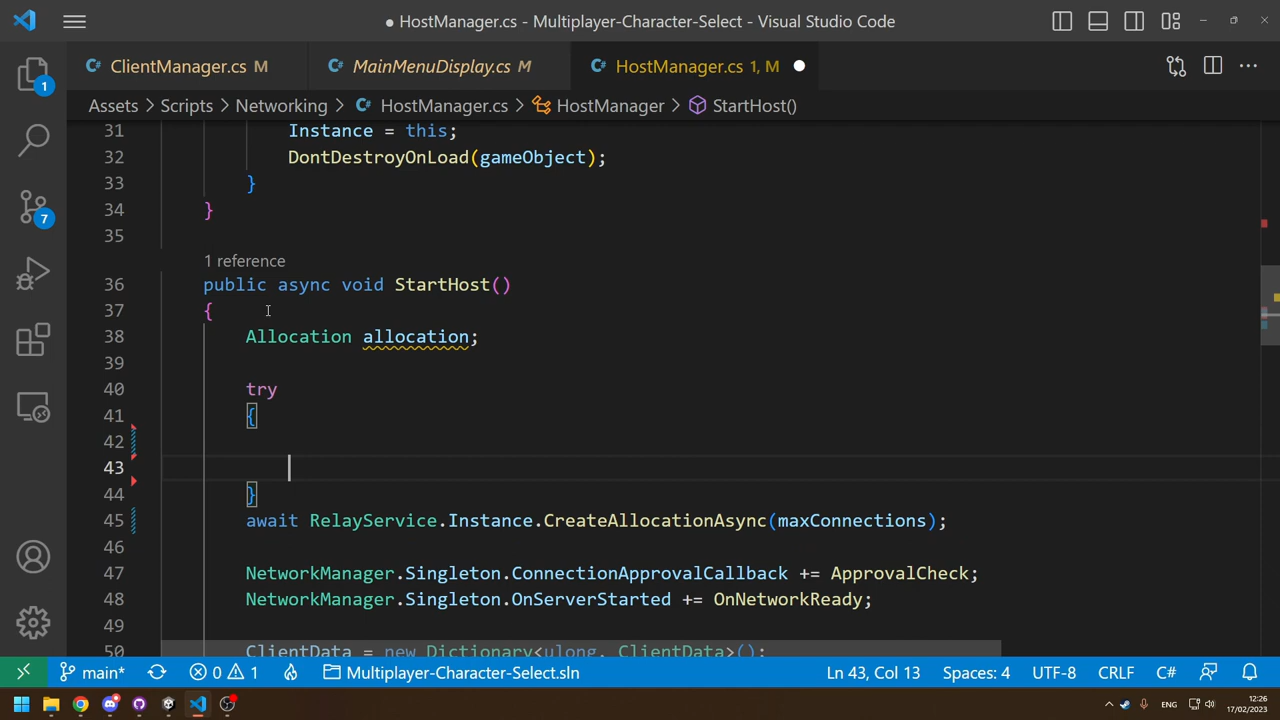 HostManager.cs - Multiplayer-Character-Select - Visual Studio Code
C# ClientManager.cs M C# MainMenuDisplay.cs M C# HostManager.cs 1, M
Assets > Scripts > Networking > C# HostManager.cs > HostManager > StartHost()
31 Instance = this;
32 DontDestroyOnLoad(gameObject);
33 }
34 }
35
1 reference
36 public async void StartHost()
37 {
38 Allocation allocation;
39
40 try
41 {
42
43
44 }
45 await RelayService.Instance.CreateAllocationAsync(maxConnections);
46
47 NetworkManager.Singleton.ConnectionApprovalCallback += ApprovalCheck;
48 NetworkManager.Singleton.OnServerStarted += OnNetworkReady;
49
50 ClientData = new Dictionary<ulong, ClientData>();
1
7
main* 0 1 Multiplayer-Character-Select.sln Ln 43, Col 13 Spaces: 4 UTF-8 CRLF C#
ENG 12:26
17/02/2023